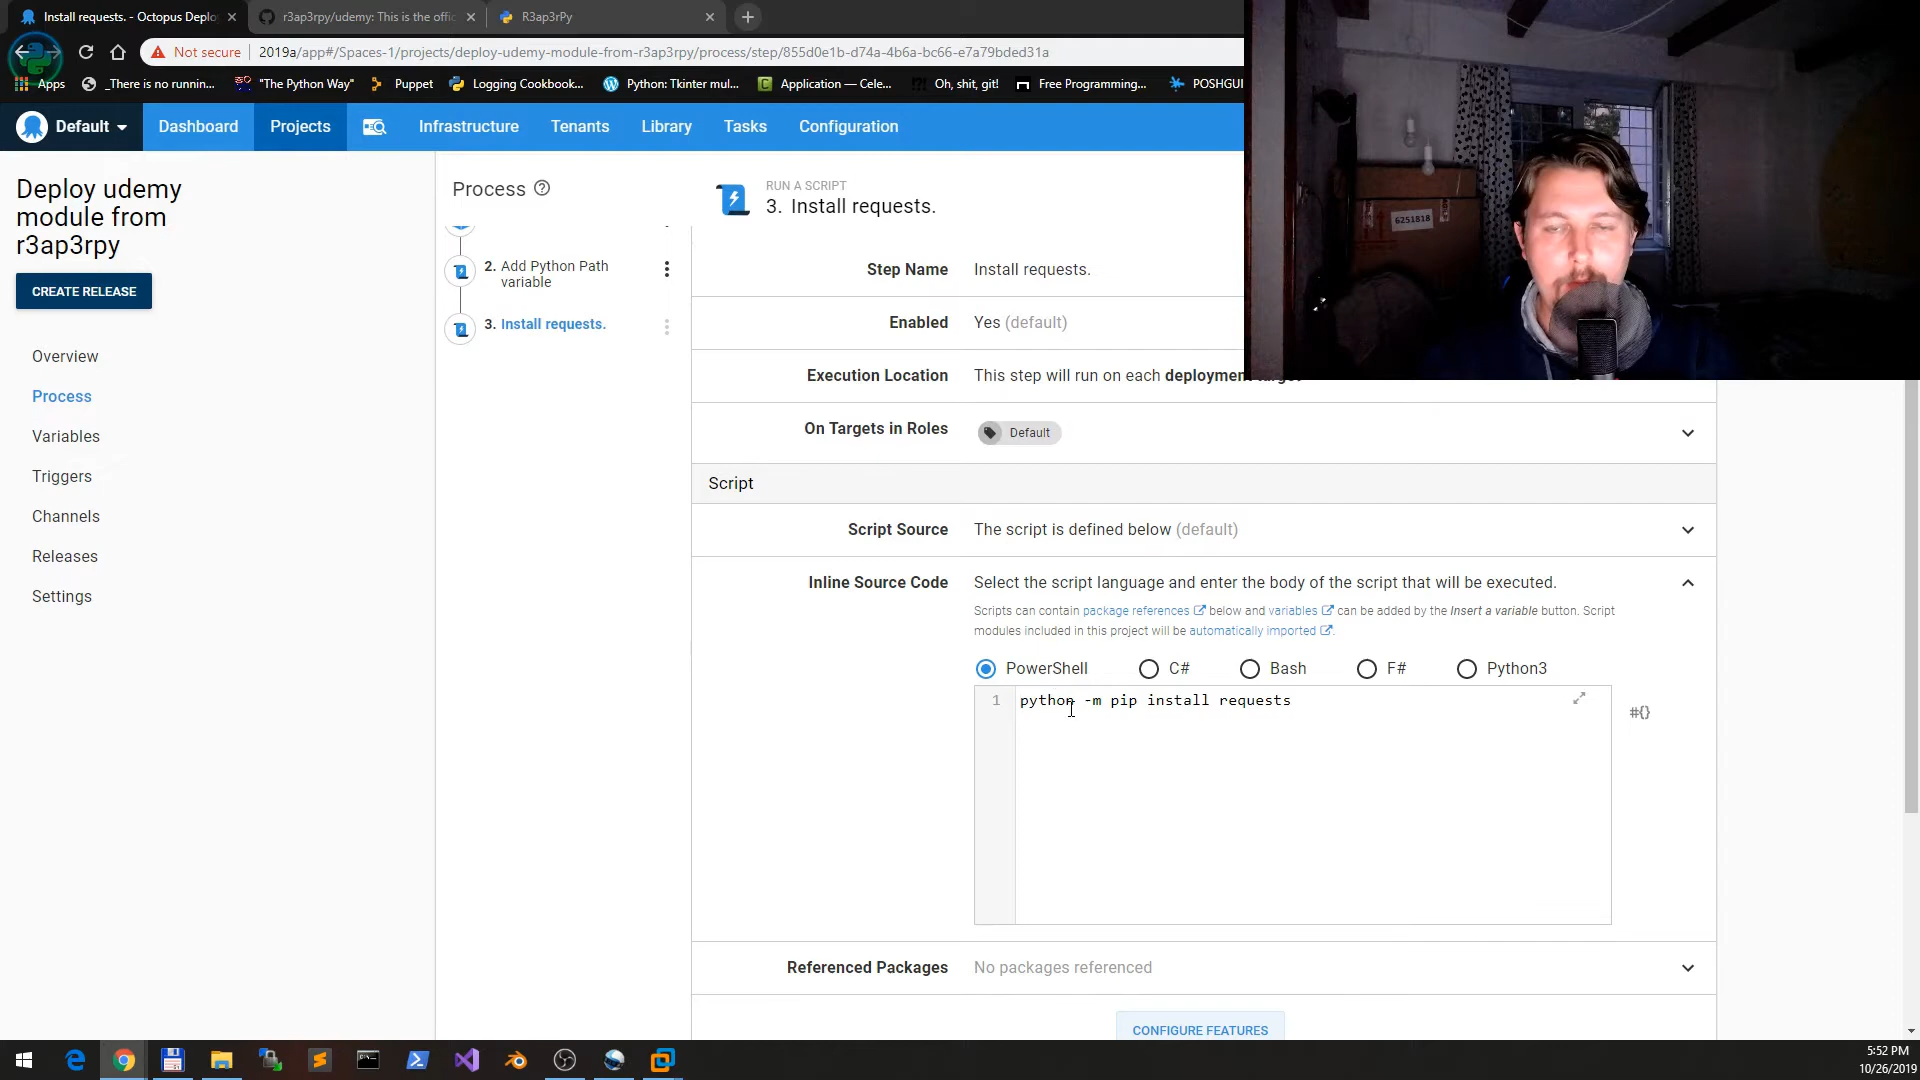 Install requests. - Octopus Deplo
r3ap3rpy/udemy: This is the offic
R3ap3rPy
Not secure
2019a/app#/Spaces-1/projects/deploy-udemy-module-from-r3ap3rpy/process/step/855d0e1b-d74a-4b6a-bc66-e7a79bded31a
Apps
_There is no runnin...
"The Python Way"
Puppet
Logging Cookbook...
Python: Tkinter mul...
Application — Cele...
Oh, shit, git!
Free Programming...
POSHGUI
Default
Dashboard
Projects
Infrastructure
Tenants
Library
Tasks
Configuration
Deploy udemy
module from
r3ap3rpy
CREATE RELEASE
Overview
Process
Variables
Triggers
Channels
Releases
Settings
Process
2. Add Python Path
variable
3. Install requests.
RUN A SCRIPT
3. Install requests.
Step Name Install requests.
Enabled Yes (default)
Execution Location This step will run on each deployment target
On Targets in Roles Default
Script
Script Source The script is defined below (default)
Inline Source Code Select the script language and enter the body of the script that will be executed.
Scripts can contain package references below and variables can be added by the Insert a variable button. Script
modules included in this project will be automatically imported .
PowerShell C# Bash F# Python3
1 python -m pip install requests
#{}
Referenced Packages No packages referenced
CONFIGURE FEATURES
6251818
5:52 PM
10/26/2019